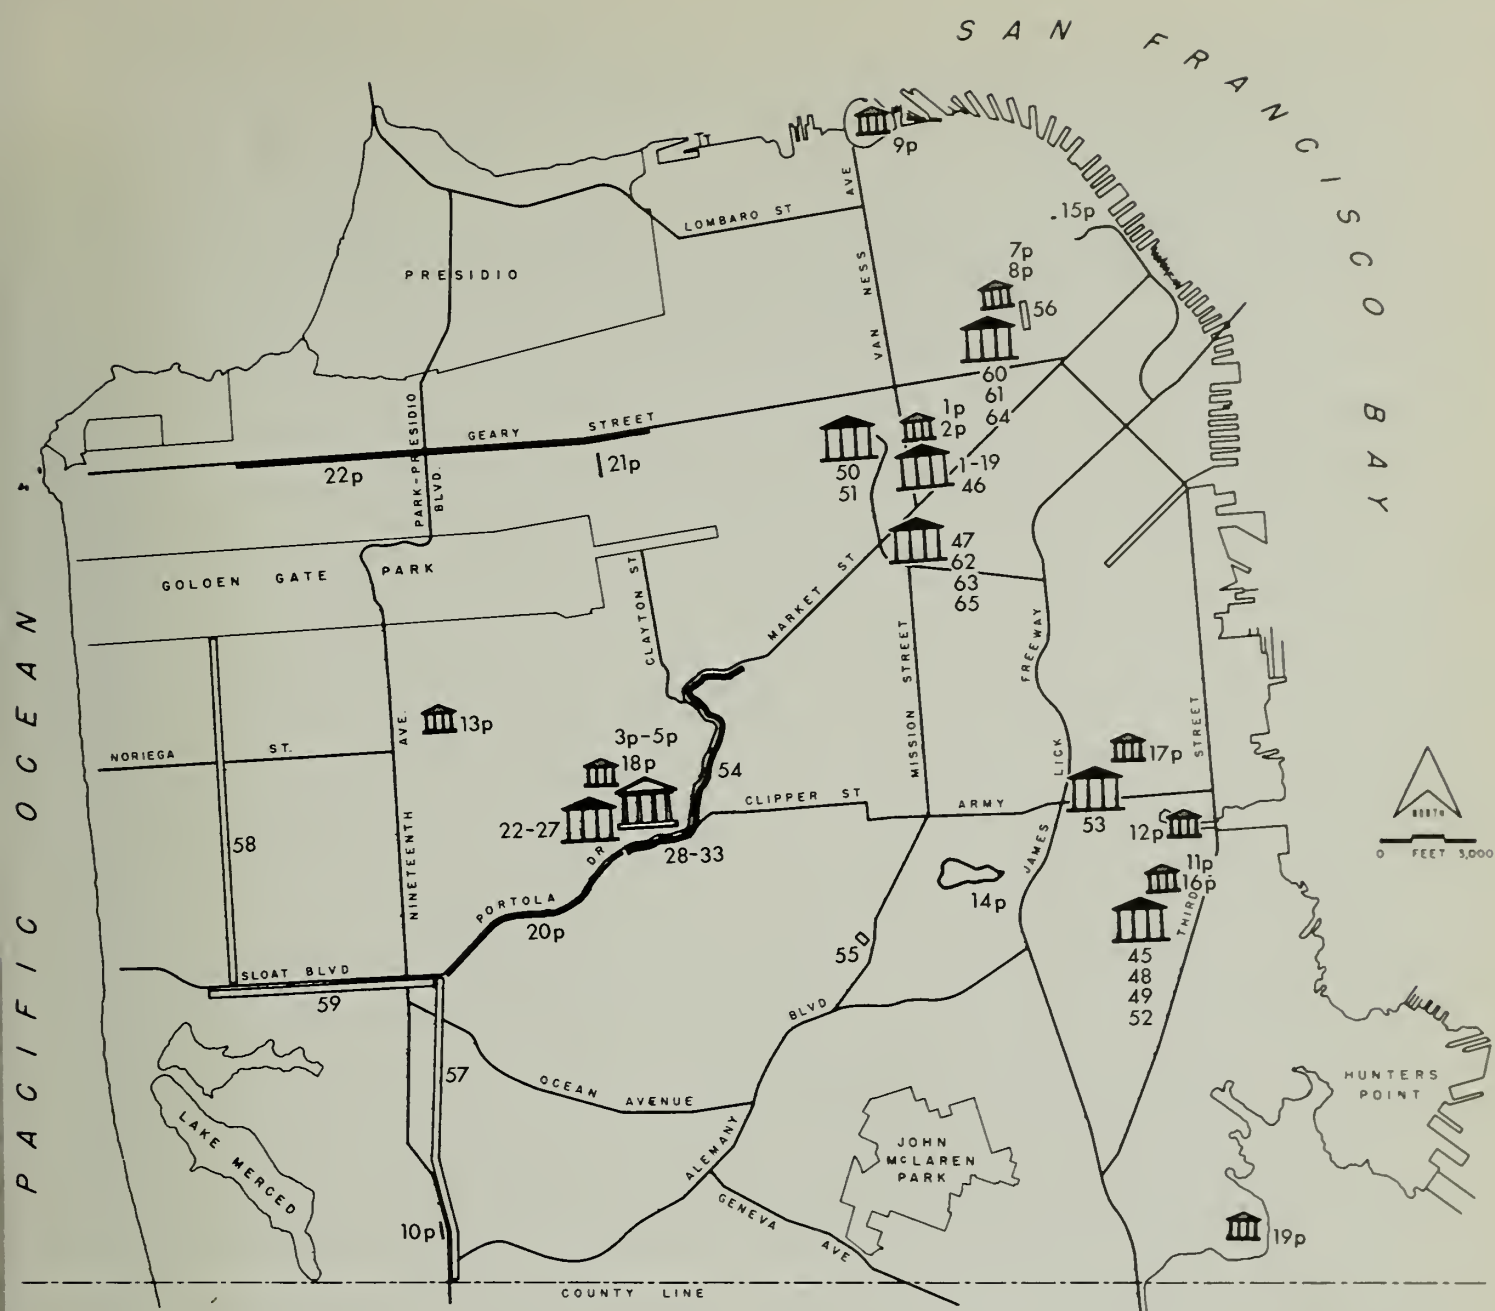 SAN FRANCISCO BAY
9p
AVE
LOMBARO ST
.15p
NESS
PRESIDIO
7p
8p
56
VAN
60
61
64
PARK-PRESIDIO
BLVD.
GEARY STREET
1p
2p
22p
21p
50
51
1-19
46
47
62
63
65
GOLOEN GATE PARK
CLAYTON ST
MARKET ST
MISSION STREET
FREEWAY
PACIFIC OCEAN
AVE.
13p
NORIEGA ST.
3p-5p
18p
54
LICK
17p
STREET
CLIPPER ST
ARMY
53
12p
NORTH
0 FEET 3,000
22-27
28-33
58
NINETEENTH
DR
JAMES
11p
16p
14p
PORTOLA
20p
THIRD
55
45
48
49
52
SLOAT BLVD
59
BLVD
57
OCEAN AVENUE
HUNTERS
POINT
LAKE MERCED
ALEMANY
JOHN
McLAREN
PARK
GENEVA AVE
10p
19p
COUNTY LINE